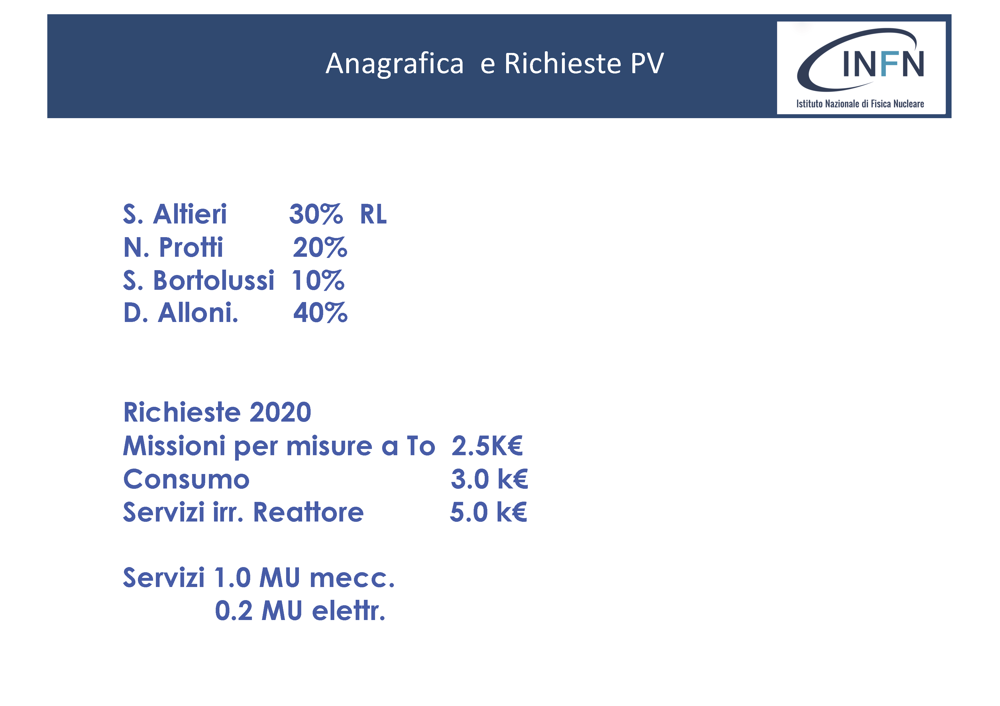 Anagrafica e Richieste PV
INFN
Istituto Nazionale di Fisica Nucleare
S. Altieri 30% RL
N. Protti 20%
S. Bortolussi 10%
D. Alloni. 40%
Richieste 2020
Missioni per misure a To 2.5K€
Consumo 3.0 k€
Servizi irr. Reattore 5.0 k€
Servizi 1.0 MU mecc.
0.2 MU elettr.